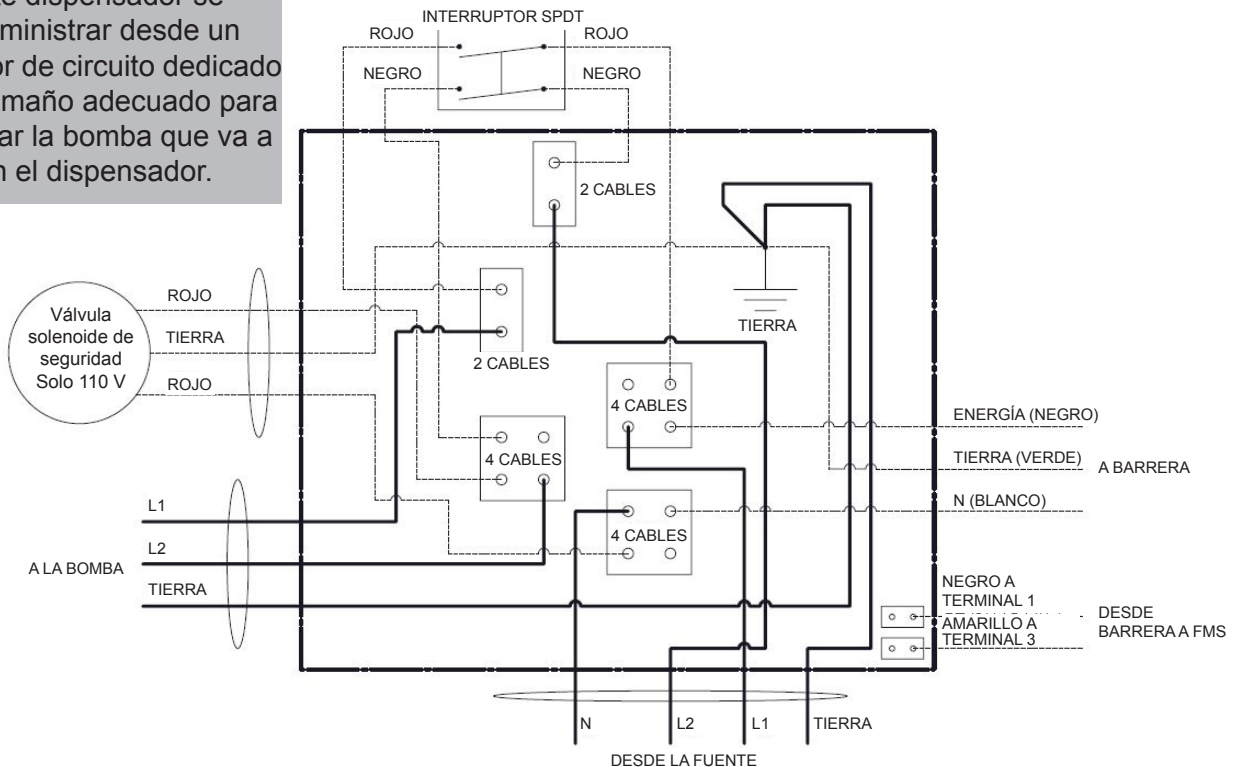 dispensador se
ministrar desde un
or de circuito dedicado
maño adecuado para
ar la bomba que va a
n el dispensador.
INTERRUPTOR SPDT
ROJO
ROJO
NEGRO
NEGRO
2 CABLES
Válvula
solenoide de
seguridad
Solo 110 V
ROJO
TIERRA
ROJO
2 CABLES
TIERRA
4 CABLES
4 CABLES
4 CABLES
ENERGÍA (NEGRO)
TIERRA (VERDE)
A BARRERA
N (BLANCO)
L1
L2
TIERRA
A LA BOMBA
NEGRO A
TERMINAL 1
AMARILLO A
TERMINAL 3
DESDE
BARRERA A FMS
N
L2
L1
TIERRA
DESDE LA FUENTE